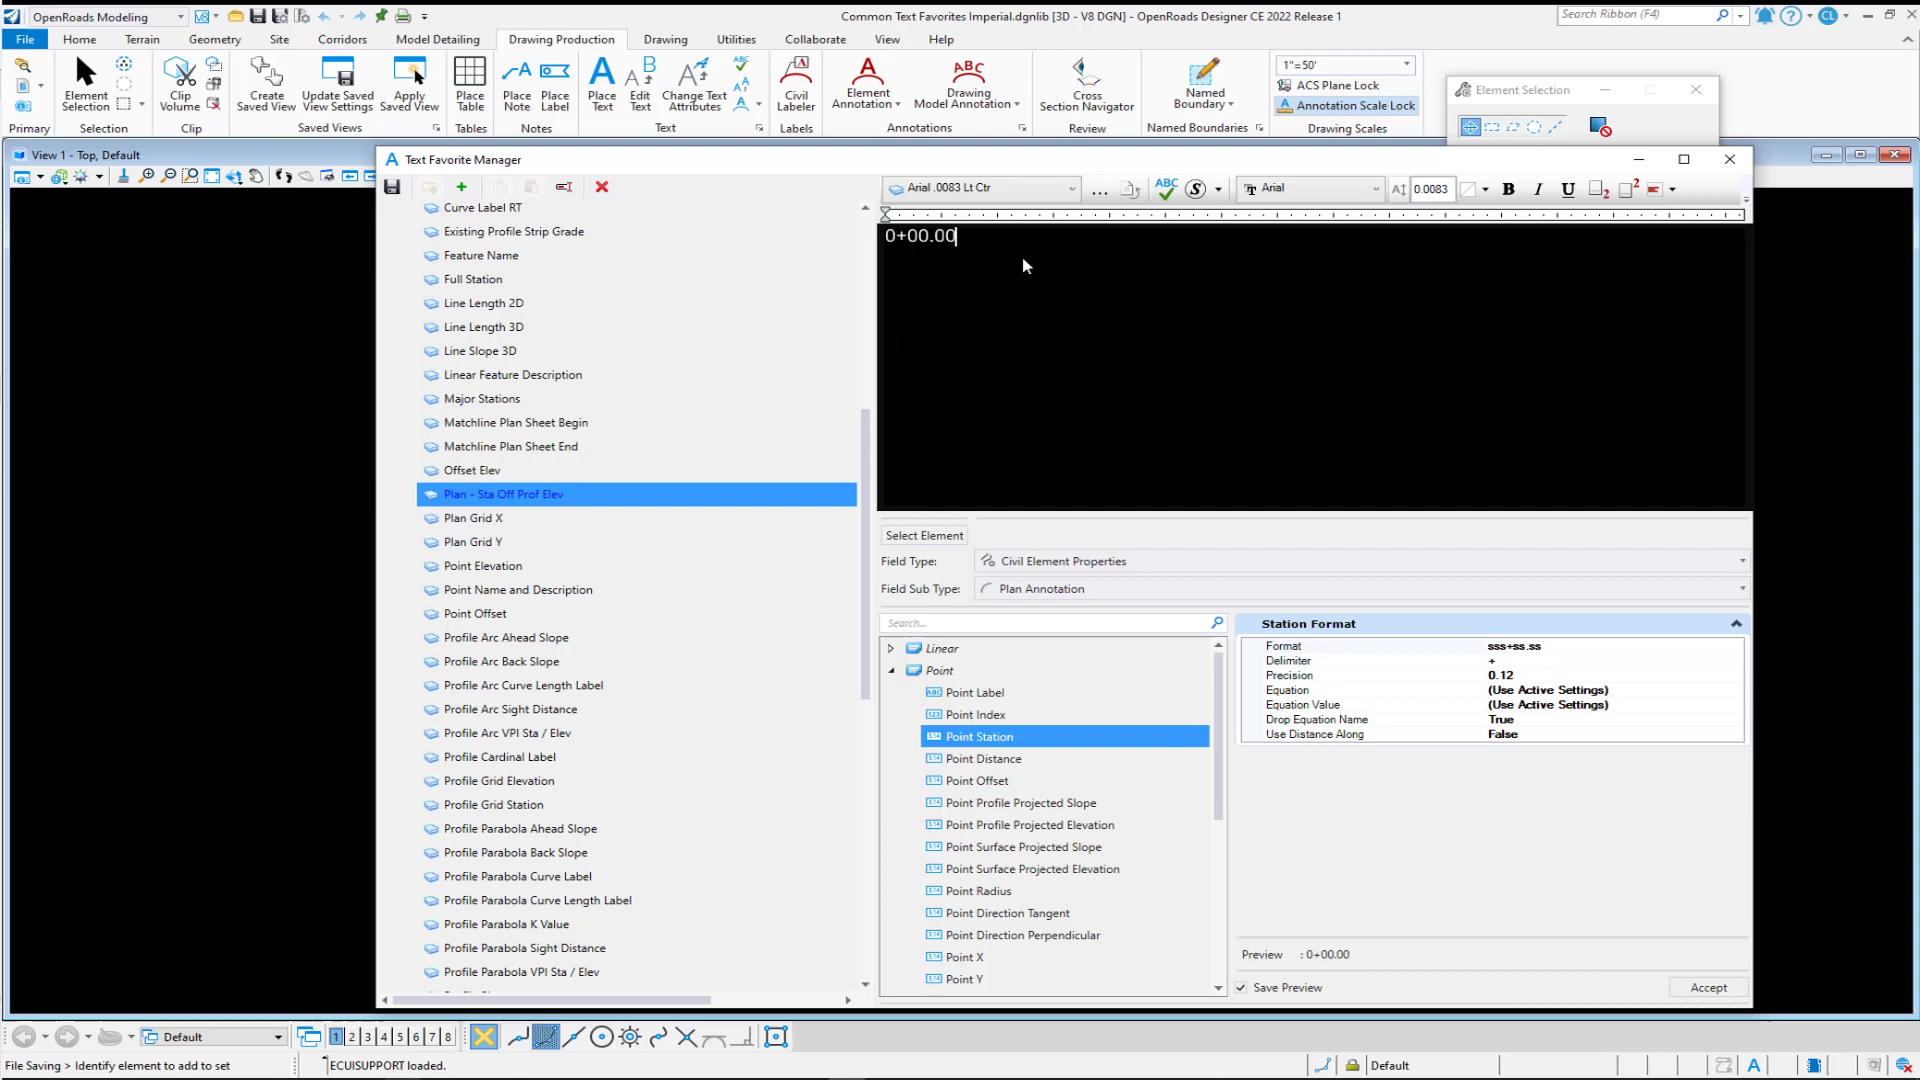 OpenRoads Modeling
Common Text Favorites Imperial.dgnlib [3D - V8 DGN] - OpenRoads Designer CE 2022 Release 1
Search Ribbon (F4)
CL
File
Home
Terrain
Geometry
Site
Corridors
Model Detailing
Drawing Production
Drawing
Utilities
Collaborate
View
Help
Element Selection
Clip Volume
Create Saved View
Update Saved View Settings
Apply Saved View
Place Table
Place Note
Place Label
Place Text
Edit Text
Change Text Attributes
Civil Labeler
Element Annotation
Drawing Model Annotation
Cross Section Navigator
Named Boundary
1"=50'
ACS Plane Lock
Annotation Scale Lock
Element Selection
Primary
Selection
Clip
Saved Views
Tables
Notes
Text
Labels
Annotations
Review
Named Boundaries
Drawing Scales
View 1 - Top, Default
Text Favorite Manager
Arial .0083 Lt Ctr
Arial
0.0083
0+00.00
Curve Label RT
Existing Profile Strip Grade
Feature Name
Full Station
Line Length 2D
Line Length 3D
Line Slope 3D
Linear Feature Description
Major Stations
Matchline Plan Sheet Begin
Matchline Plan Sheet End
Offset Elev
Plan - Sta Off Prof Elev
Plan Grid X
Plan Grid Y
Point Elevation
Point Name and Description
Point Offset
Profile Arc Ahead Slope
Profile Arc Back Slope
Profile Arc Curve Length Label
Profile Arc Sight Distance
Profile Arc VPI Sta / Elev
Profile Cardinal Label
Profile Grid Elevation
Profile Grid Station
Profile Parabola Ahead Slope
Profile Parabola Back Slope
Profile Parabola Curve Label
Profile Parabola Curve Length Label
Profile Parabola K Value
Profile Parabola Sight Distance
Profile Parabola VPI Sta / Elev
Select Element
Field Type:
Civil Element Properties
Field Sub Type:
Plan Annotation
Search...
Linear
Point
Point Label
Point Index
Point Station
Point Distance
Point Offset
Point Profile Projected Slope
Point Profile Projected Elevation
Point Surface Projected Slope
Point Surface Projected Elevation
Point Radius
Point Direction Tangent
Point Direction Perpendicular
Point X
Point Y
Station Format
Format sss+ss.ss
Delimiter +
Precision 0.12
Equation (Use Active Settings)
Equation Value (Use Active Settings)
Drop Equation Name True
Use Distance Along False
Preview : 0+00.00
Save Preview
Accept
Default
1 2 3 4 5 6 7 8
File Saving > Identify element to add to set
ECUISUPPORT loaded.
Default